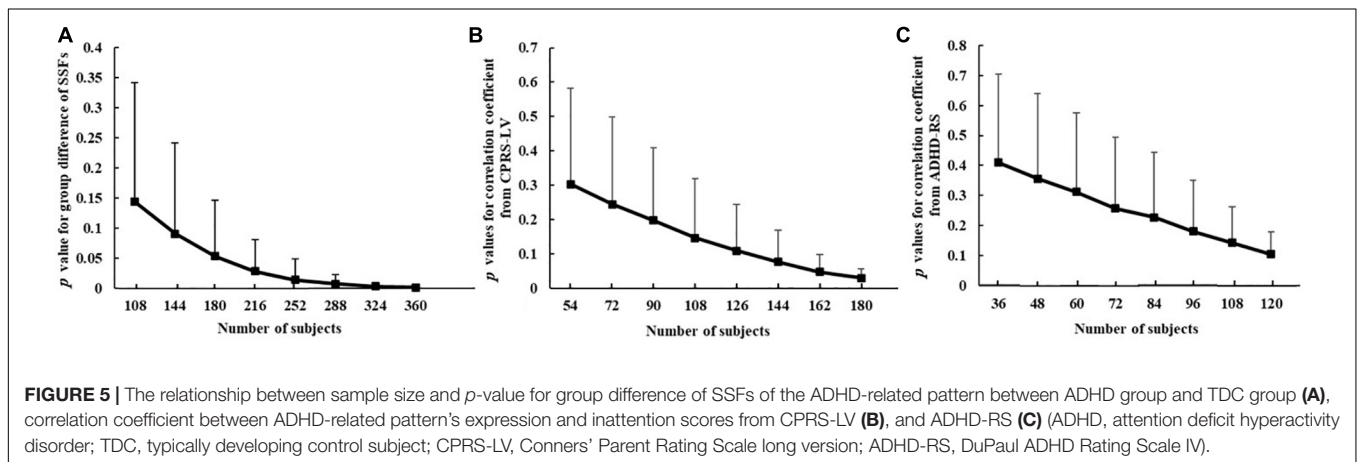 A
p value for group difference of SSFs
0.4
0.35
0.3
0.25
0.2
0.15
0.1
0.05
0
108 144 180 216 252 288 324 360
Number of subjects
B
p values for correlation coefficient
from CPRS-LV
0.7
0.6
0.5
0.4
0.3
0.2
0.1
0
54 72 90 108 126 144 162 180
Number of subjects
C
p values for correlation coefficient
from ADHD-RS
0.8
0.7
0.6
0.5
0.4
0.3
0.2
0.1
0
36 48 60 72 84 96 108 120
Number of subjects
FIGURE 5 | The relationship between sample size and p-value for group difference of SSFs of the ADHD-related pattern between ADHD group and TDC group (A),
correlation coefficient between ADHD-related pattern's expression and inattention scores from CPRS-LV (B), and ADHD-RS (C) (ADHD, attention deficit hyperactivity
disorder; TDC, typically developing control subject; CPRS-LV, Conners' Parent Rating Scale long version; ADHD-RS, DuPaul ADHD Rating Scale IV).